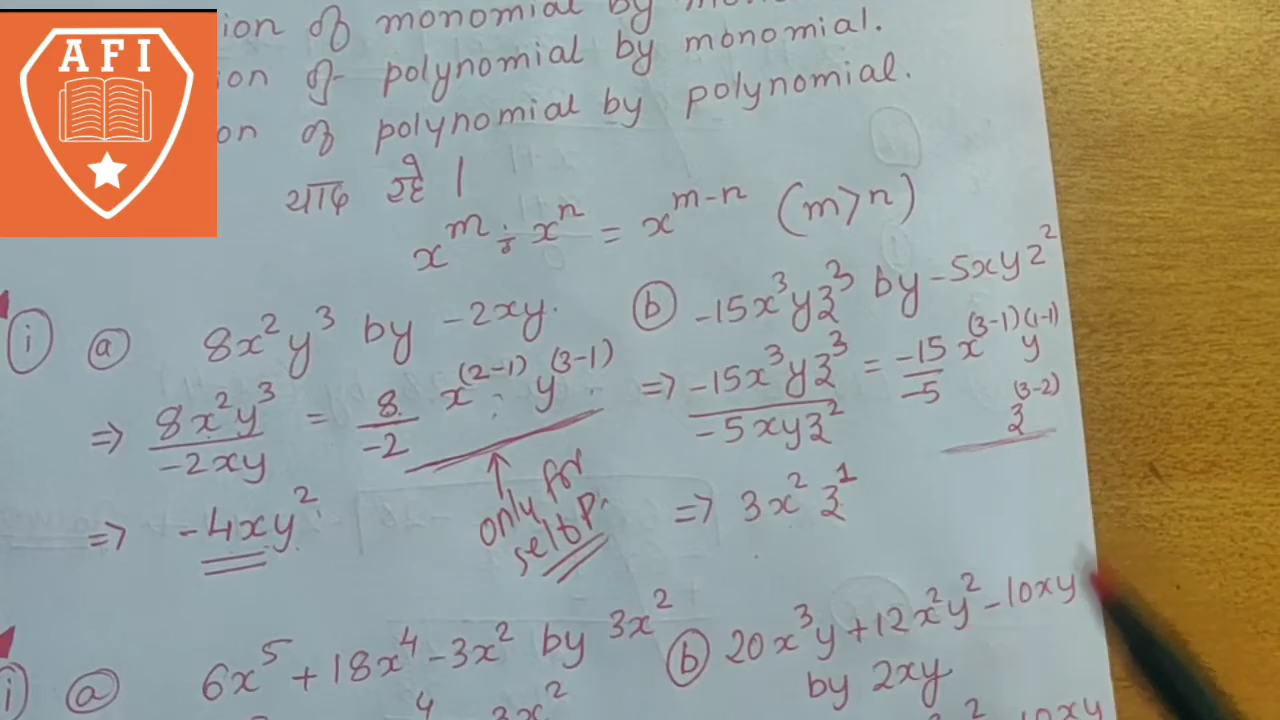 AFI
ion of monomial by
ion of polynomial by monomial.
on of polynomial by polynomial.
याद रहे |
x^m ÷ x^n = x^(m-n) (m>n)
i a 8x²y³ by -2xy. b -15x³yz³ by -5xyz²
=> 8x²y³/-2xy = 8/-2 x^(2-1) y^(3-1) => -15x³yz³/-5xyz² = -15/-5 x^(3-1) y^(1-1) z^(3-2)
=> -4xy² only for self P. => 3x² z¹
i a 6x⁵+18x⁴-3x² by 3x² b 20x³y+12x²y²-10xy
by 2xy